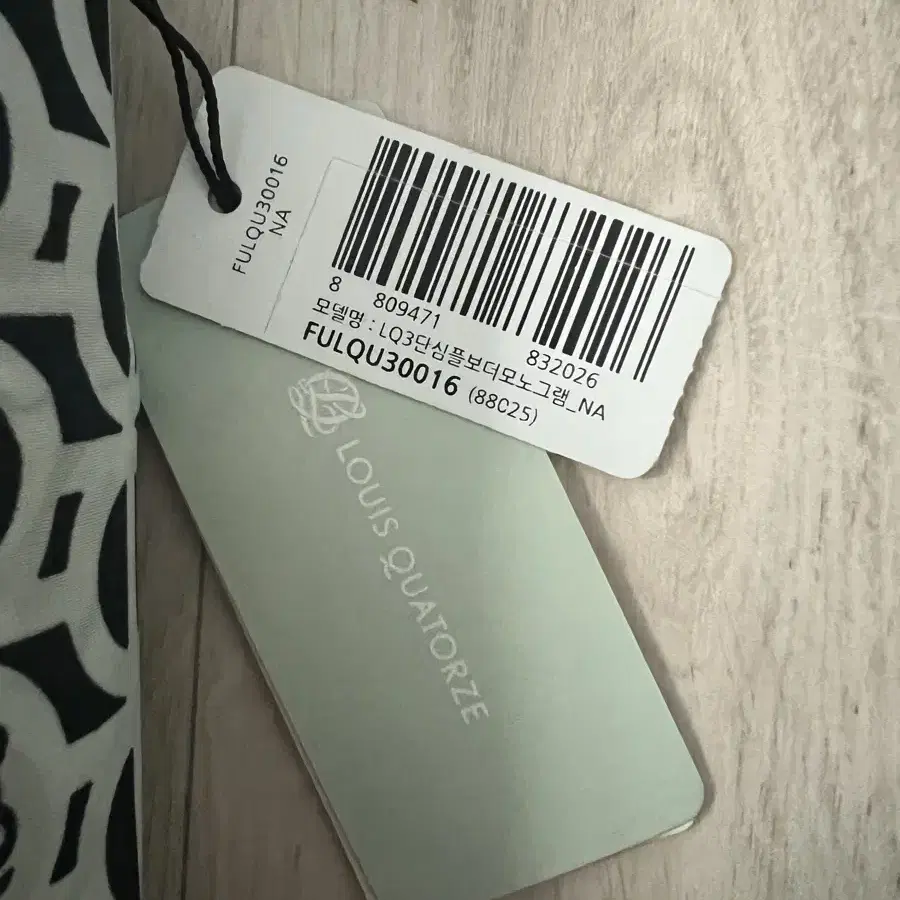 FULQU30016
NA
8 809471 832026
모델명 : LQ3단심플보더모노그램_NA
FULQU30016 (88C25)
LOUIS QUATORZE